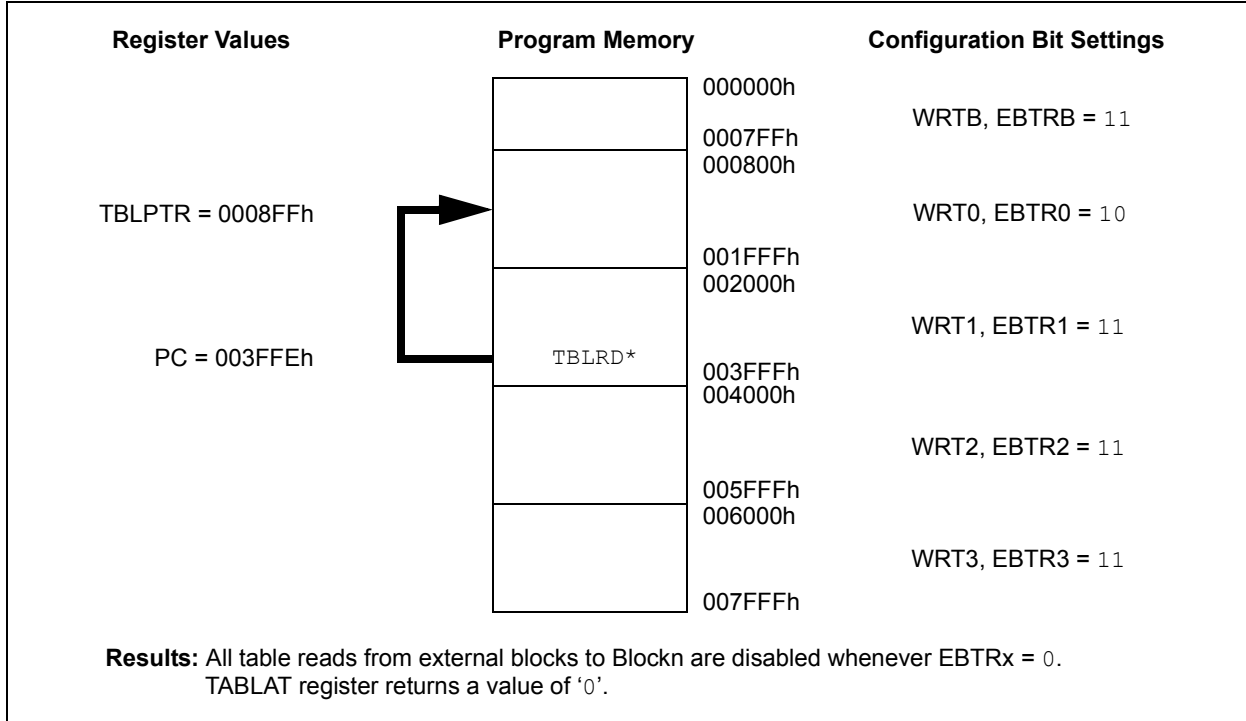 Register Values
Program Memory
Configuration Bit Settings
000000h
WRTB, EBTRB = 11
0007FFh
000800h
TBLPTR = 0008FFh
WRT0, EBTR0 = 10
001FFFh
002000h
WRT1, EBTR1 = 11
PC = 003FFEh
TBLRD*
003FFFh
004000h
WRT2, EBTR2 = 11
005FFFh
006000h
WRT3, EBTR3 = 11
007FFFh
Results: All table reads from external blocks to Blockn are disabled whenever EBTRx = 0.
TABLAT register returns a value of ‘0’.